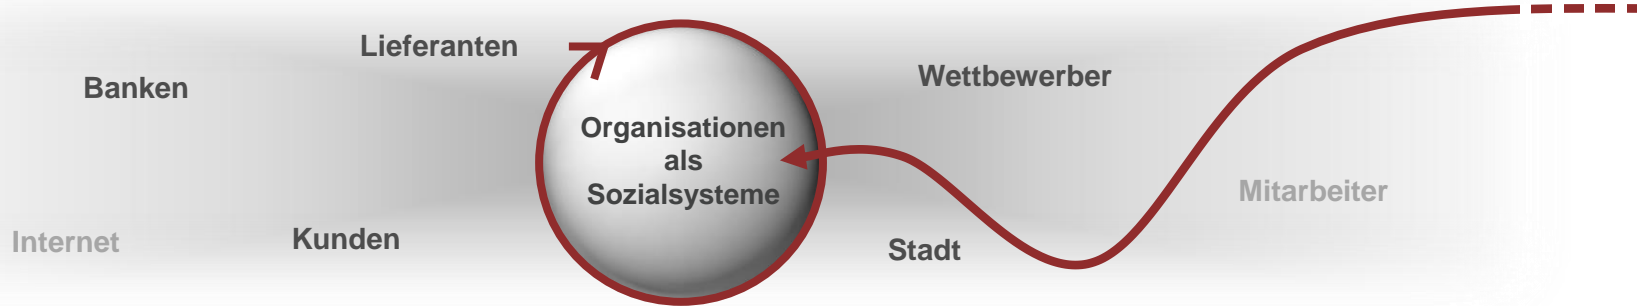 Lieferanten
Banken
Wettbewerber
Organisationen
als
Sozialsysteme
Mitarbeiter
Internet
Kunden
Stadt